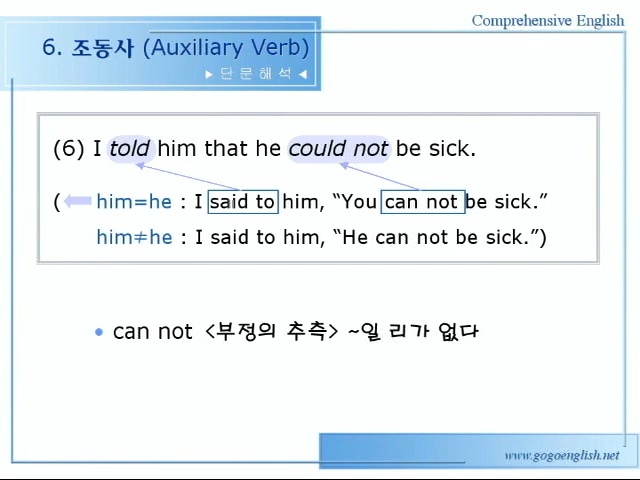 Comprehensive English
6. 조동사 (Auxiliary Verb)
▶ 단 문 해 석 ◀
(6) I told him that he could not be sick.
( him=he : I said to him, “You can not be sick.”
him≠he : I said to him, “He can not be sick.”)
• can not <부정의 추측> ~일 리가 없다
www.gogoenglish.net